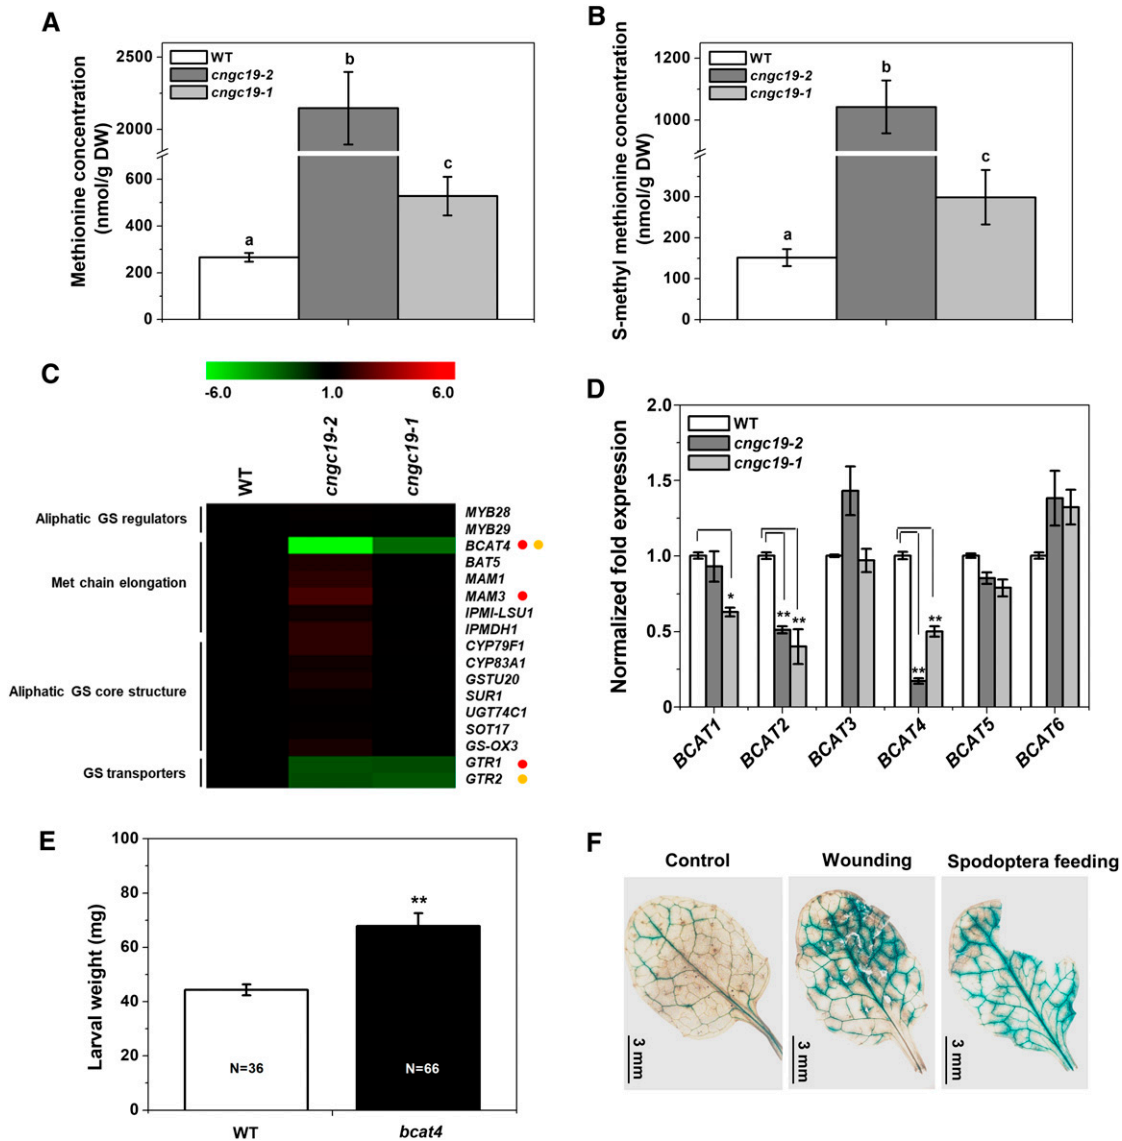 A
Methionine concentration
(nmol/g DW)
2500
2000
600
400
200
0
WT
cngc19-2
cngc19-1
a
b
c
B
S-methyl methionine concentration
(nmol/g DW)
1200
1000
300
200
100
0
WT
cngc19-2
cngc19-1
a
b
c
C
-6.0 1.0 6.0
WT
cngc19-2
cngc19-1
Aliphatic GS regulators
Met chain elongation
Aliphatic GS core structure
GS transporters
MYB28
MYB29
BCAT4
BAT5
MAM1
MAM3
IPMI-LSU1
IPMDH1
CYP79F1
CYP83A1
GSTU20
SUR1
UGT74C1
SOT17
GS-OX3
GTR1
GTR2
D
Normalized fold expression
2.0
1.5
1.0
0.5
0
WT
cngc19-2
cngc19-1
*
**
**
**
**
BCAT1
BCAT2
BCAT3
BCAT4
BCAT5
BCAT6
E
Larval weight (mg)
100
80
60
40
20
0
**
N=36
N=66
WT
bcat4
F
Control
Wounding
Spodoptera feeding
3 mm
3 mm
3 mm